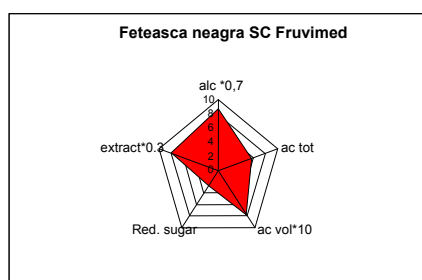 Feteasca neagra SC Fruvimed
alc *0,7
10
8
6
4
2
0
extract*0.3
ac tot
Red. sugar
ac vol*10